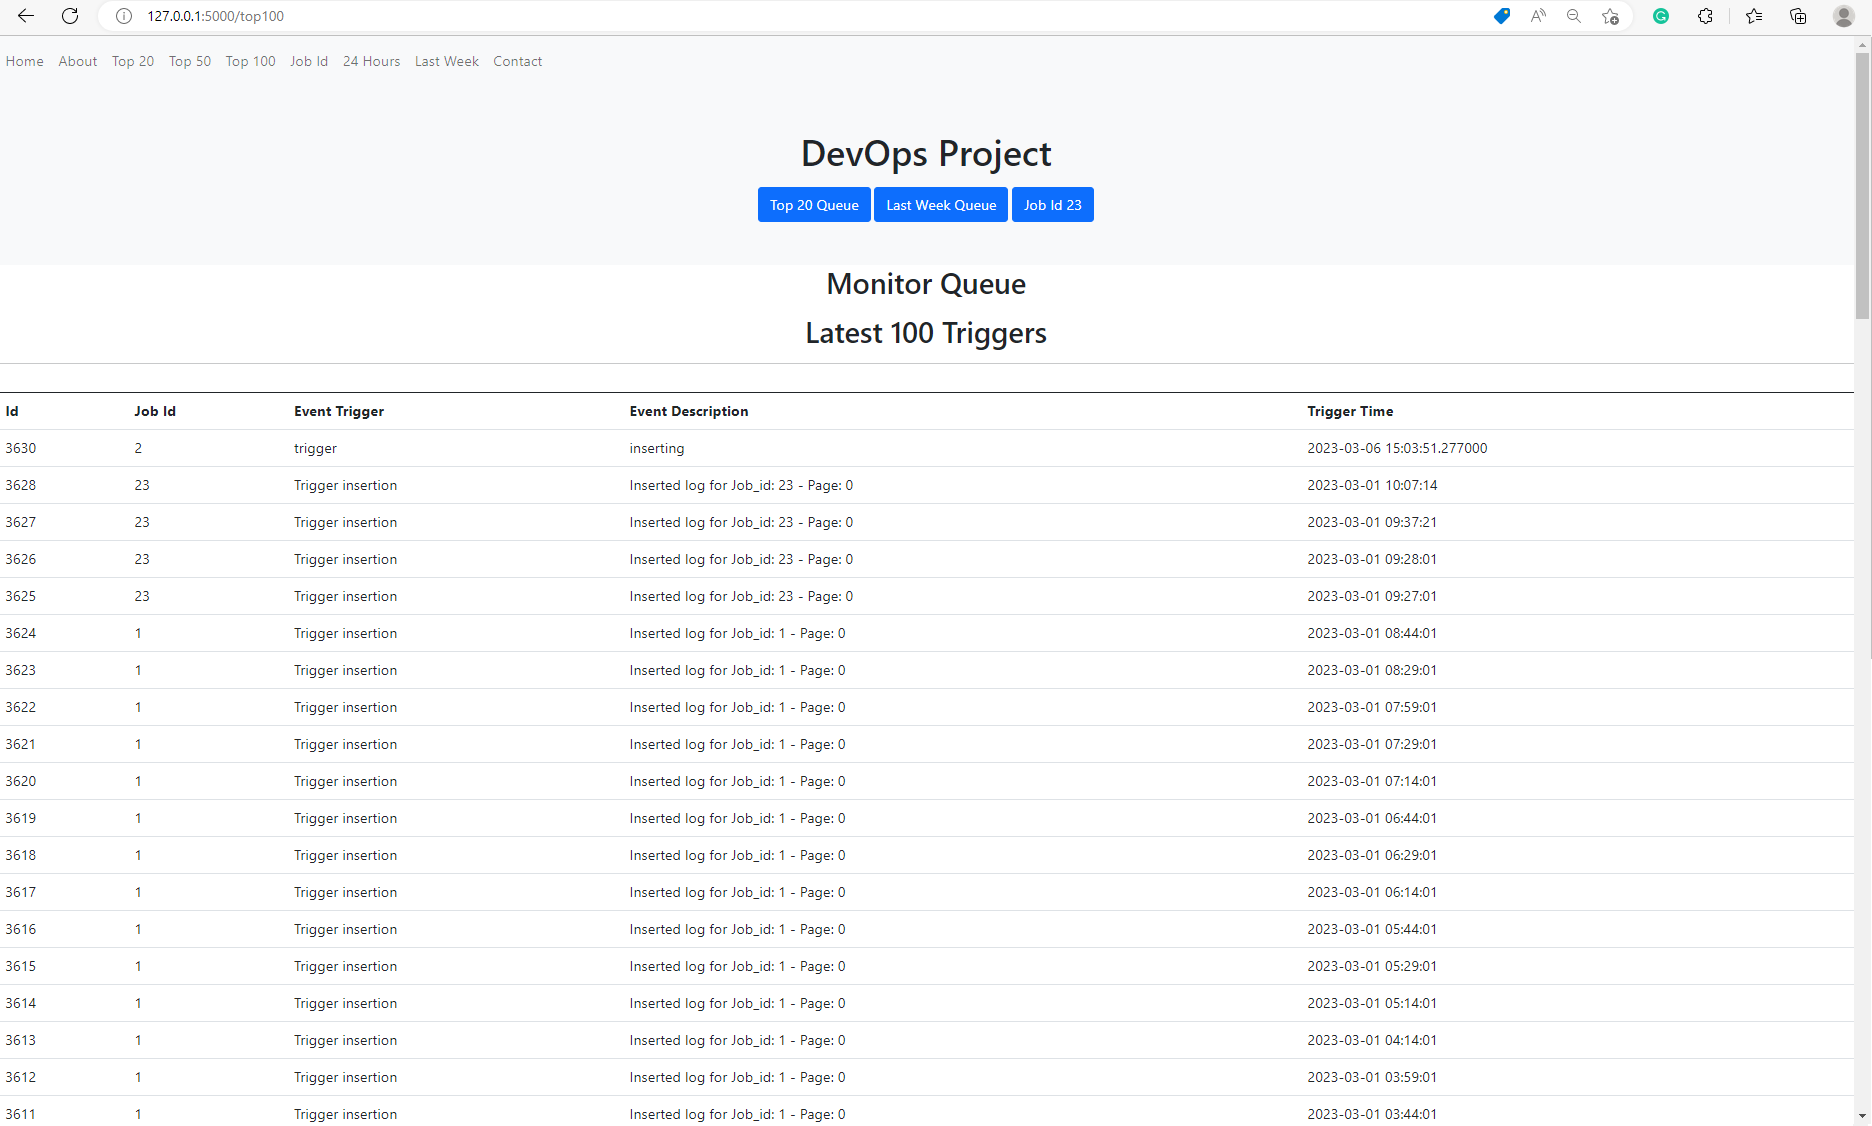 127.0.0.1:5000/top100
Home About Top 20 Top 50 Top 100 Job Id 24 Hours Last Week Contact
DevOps Project
Top 20 Queue Last Week Queue Job Id 23
Monitor Queue
Latest 100 Triggers
Id Job Id Event Trigger Event Description Trigger Time
3630 2 trigger inserting 2023-03-06 15:03:51.277000
3628 23 Trigger insertion Inserted log for Job_id: 23 - Page: 0 2023-03-01 10:07:14
3627 23 Trigger insertion Inserted log for Job_id: 23 - Page: 0 2023-03-01 09:37:21
3626 23 Trigger insertion Inserted log for Job_id: 23 - Page: 0 2023-03-01 09:28:01
3625 23 Trigger insertion Inserted log for Job_id: 23 - Page: 0 2023-03-01 09:27:01
3624 1 Trigger insertion Inserted log for Job_id: 1 - Page: 0 2023-03-01 08:44:01
3623 1 Trigger insertion Inserted log for Job_id: 1 - Page: 0 2023-03-01 08:29:01
3622 1 Trigger insertion Inserted log for Job_id: 1 - Page: 0 2023-03-01 07:59:01
3621 1 Trigger insertion Inserted log for Job_id: 1 - Page: 0 2023-03-01 07:29:01
3620 1 Trigger insertion Inserted log for Job_id: 1 - Page: 0 2023-03-01 07:14:01
3619 1 Trigger insertion Inserted log for Job_id: 1 - Page: 0 2023-03-01 06:44:01
3618 1 Trigger insertion Inserted log for Job_id: 1 - Page: 0 2023-03-01 06:29:01
3617 1 Trigger insertion Inserted log for Job_id: 1 - Page: 0 2023-03-01 06:14:01
3616 1 Trigger insertion Inserted log for Job_id: 1 - Page: 0 2023-03-01 05:44:01
3615 1 Trigger insertion Inserted log for Job_id: 1 - Page: 0 2023-03-01 05:29:01
3614 1 Trigger insertion Inserted log for Job_id: 1 - Page: 0 2023-03-01 05:14:01
3613 1 Trigger insertion Inserted log for Job_id: 1 - Page: 0 2023-03-01 04:14:01
3612 1 Trigger insertion Inserted log for Job_id: 1 - Page: 0 2023-03-01 03:59:01
3611 1 Trigger insertion Inserted log for Job_id: 1 - Page: 0 2023-03-01 03:44:01